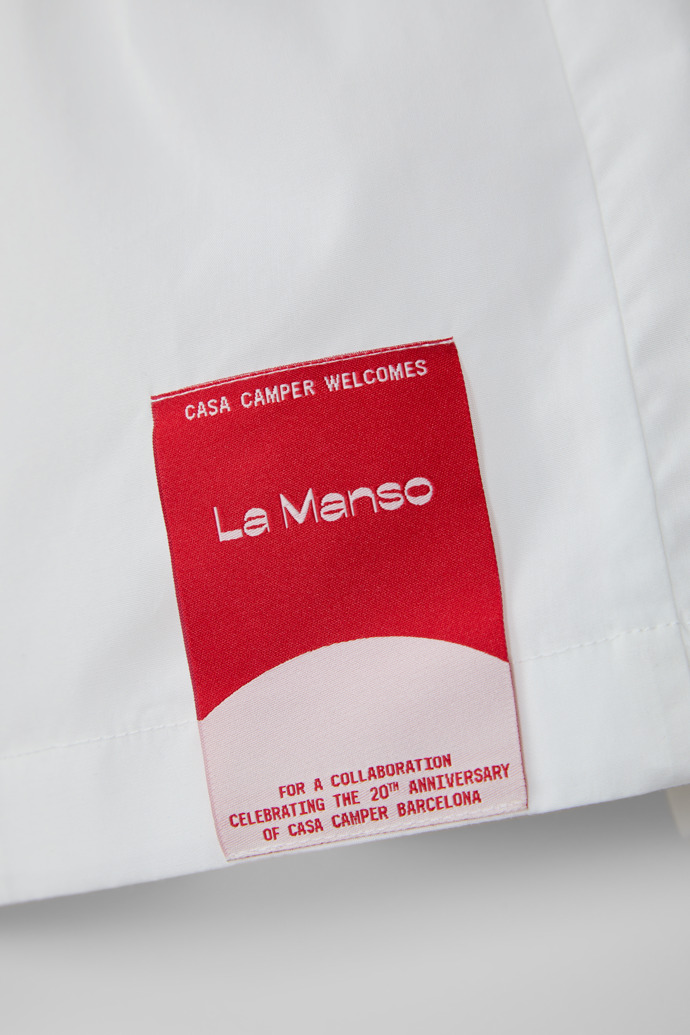 CASA CAMPER WELCOMES
La Manso
FOR A COLLABORATION
CELEBRATING THE 20TH ANNIVERSARY
OF CASA CAMPER BARCELONA